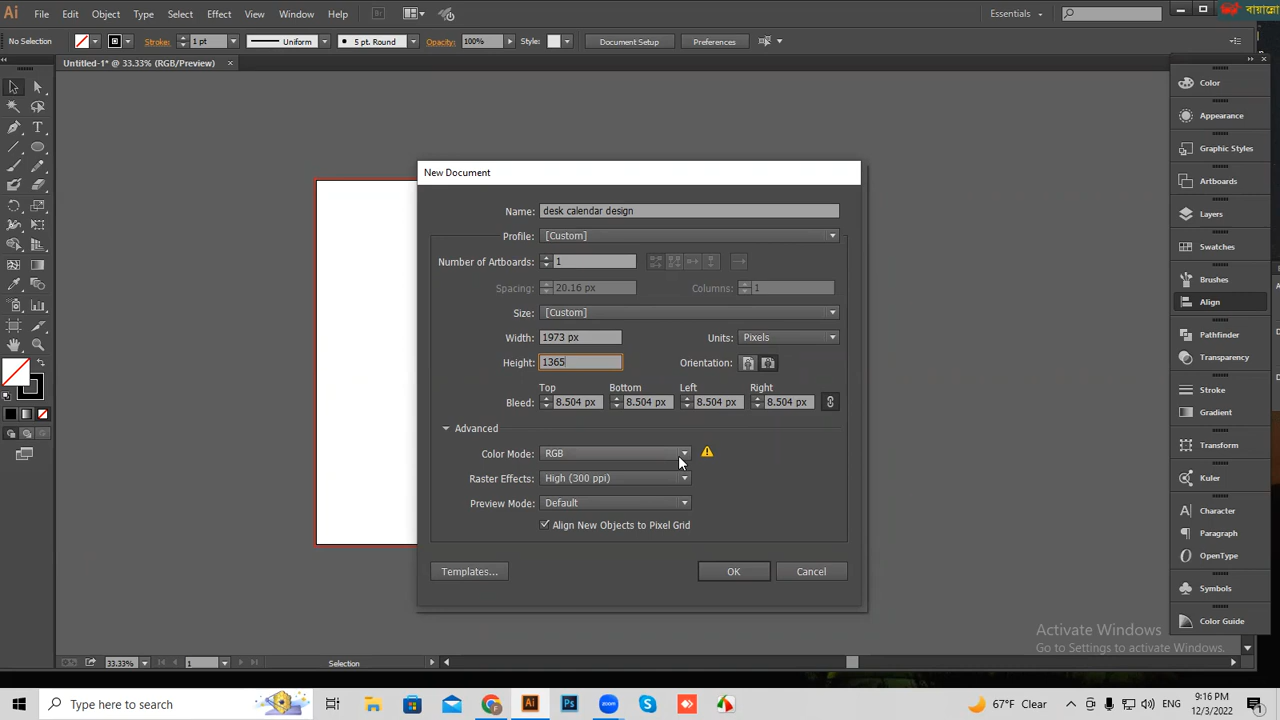 Ai File Edit Object Type Select Effect View Window Help Br Essentials বায়ান্নো
No Selection Stroke: 1 pt Uniform 5 pt. Round Opacity: 100% Style: Document Setup Preferences
Untitled-1* @ 33.33% (RGB/Preview) ×
New Document
Name: desk calendar design
Profile: [Custom]
Number of Artboards: 1
Spacing: 20.16 px Columns: 1
Size: [Custom]
Width: 1973 px Units: Pixels
Height: 1365 Orientation:
Top Bottom Left Right
Bleed: 8.504 px 8.504 px 8.504 px 8.504 px
Advanced
Color Mode: RGB
Raster Effects: High (300 ppi)
Preview Mode: Default
Align New Objects to Pixel Grid
Templates... OK Cancel
Color
Appearance
Graphic Styles
Artboards
Layers
Swatches
Brushes
Align
Pathfinder
Transparency
Stroke
Gradient
Transform
Kuler
Character
Paragraph
OpenType
Symbols
Color Guide
Activate Windows
Go to Settings to activate Windows.
33.33% 1 Selection
Type here to search Ai Ps zoom 67°F Clear 9:16 PM
12/3/2022